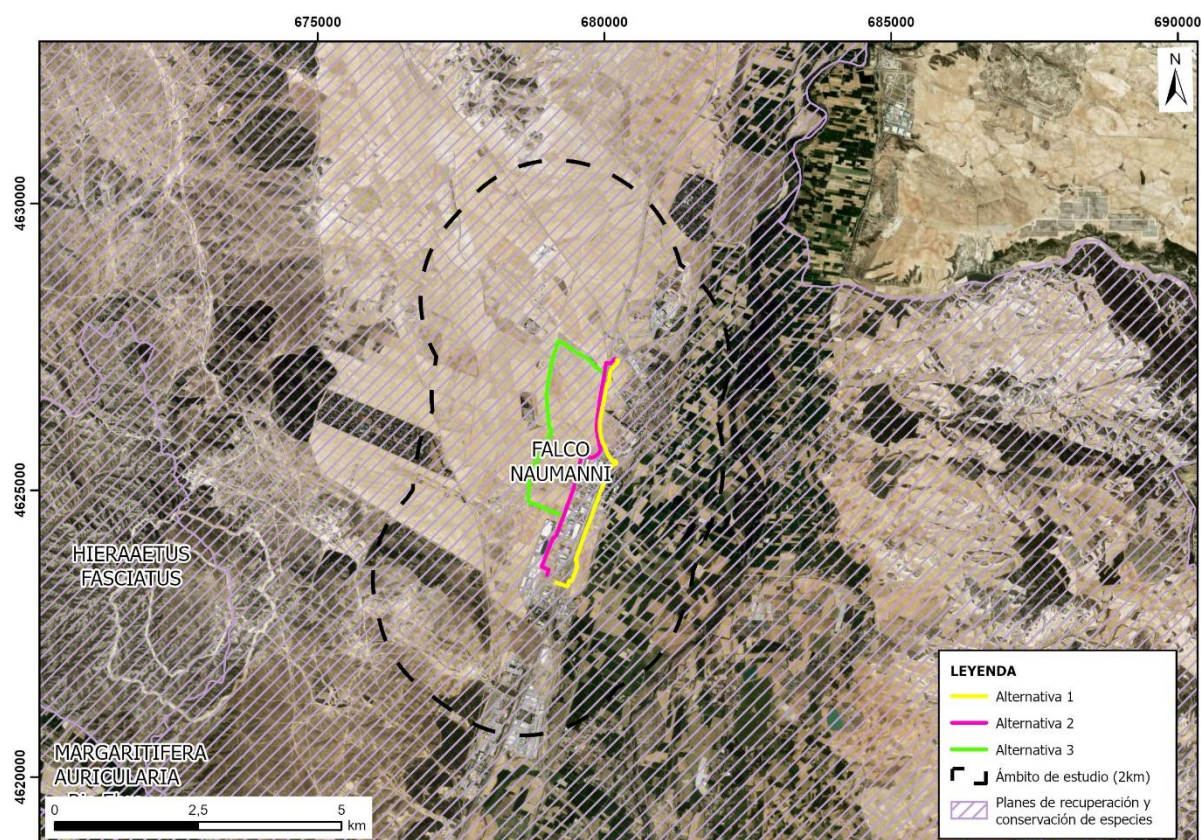 675000
680000
685000
690000
N
4630000
4625000
4620000
FALCO
NAUMANNI
HIERAAETUS
FASCIATUS
MARGARITIFERA
AURICULARIA
0
2,5
5
km
LEYENDA
Alternativa 1
Alternativa 2
Alternativa 3
Ámbito de estudio (2km)
Planes de recuperación y
conservación de especies